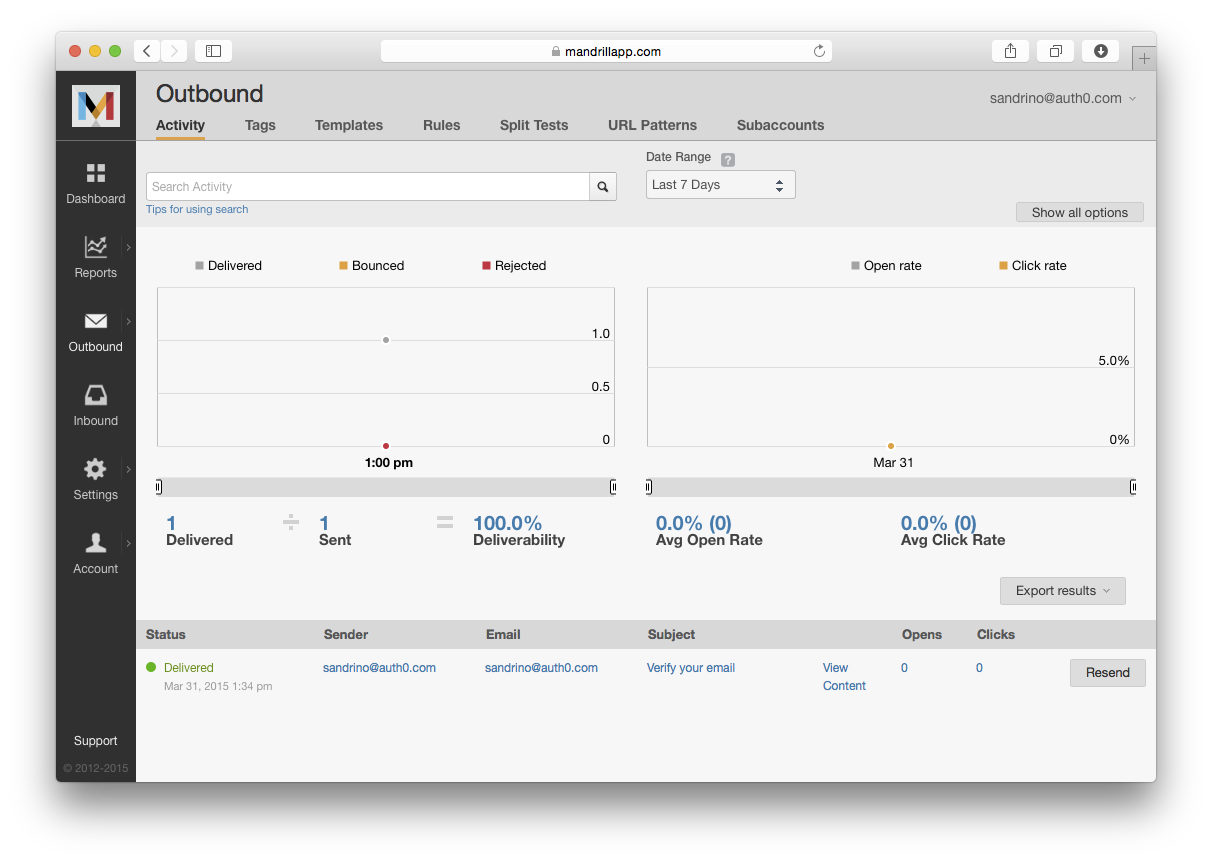 mandrillapp.com
Outbound
sandrino@auth0.com
Activity Tags Templates Rules Split Tests URL Patterns Subaccounts
Dashboard
Reports
Outbound
Inbound
Settings
Account
Support
© 2012-2015
Date Range ?
Search Activity
Last 7 Days
Tips for using search
Show all options
Delivered Bounced Rejected
1.0
0.5
0
1:00 pm
Open rate Click rate
5.0%
0%
Mar 31
1 ÷ 1 = 100.0% 0.0% (0) 0.0% (0)
Delivered Sent Deliverability Avg Open Rate Avg Click Rate
Export results
Status Sender Email Subject Opens Clicks
Delivered sandrino@auth0.com sandrino@auth0.com Verify your email View 0 0
Mar 31, 2015 1:34 pm Content
Resend